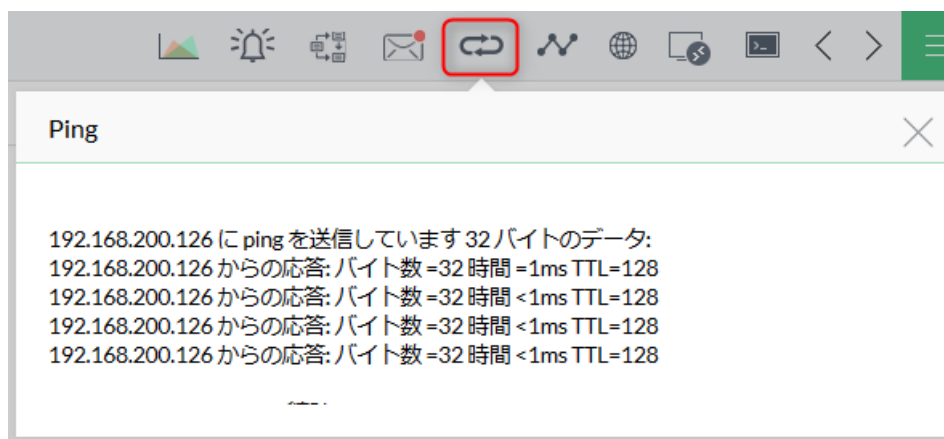 Ping
192.168.200.126 に ping を送信しています 32 バイトのデータ:
192.168.200.126 からの応答: バイト数 =32 時間 =1ms TTL=128
192.168.200.126 からの応答: バイト数 =32 時間 <1ms TTL=128
192.168.200.126 からの応答: バイト数 =32 時間 <1ms TTL=128
192.168.200.126 からの応答: バイト数 =32 時間 <1ms TTL=128